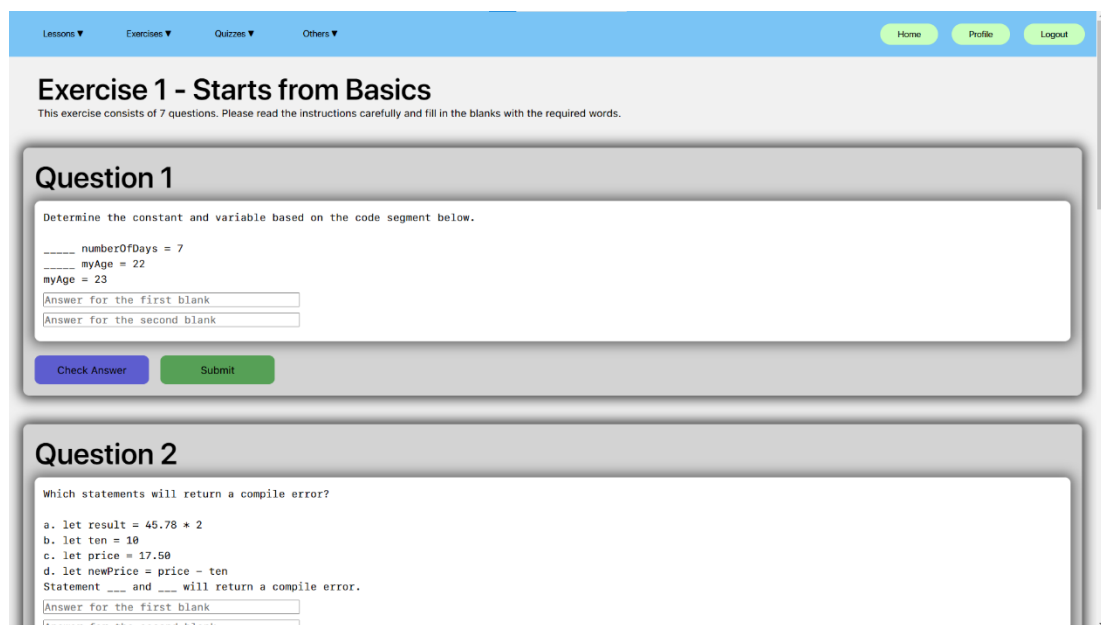 Lessons ▼ Exercises ▼ Quizzes ▼ Others ▼ Home Profile Logout
Exercise 1 - Starts from Basics
This exercise consists of 7 questions. Please read the instructions carefully and fill in the blanks with the required words.
Question 1
Determine the constant and variable based on the code segment below.
_____ numberOfDays = 7
_____ myAge = 22
myAge = 23
Answer for the first blank
Answer for the second blank
Check Answer Submit
Question 2
Which statements will return a compile error?
a. let result = 45.78 * 2
b. let ten = 10
c. let price = 17.50
d. let newPrice = price - ten
Statement ___ and ___ will return a compile error.
Answer for the first blank